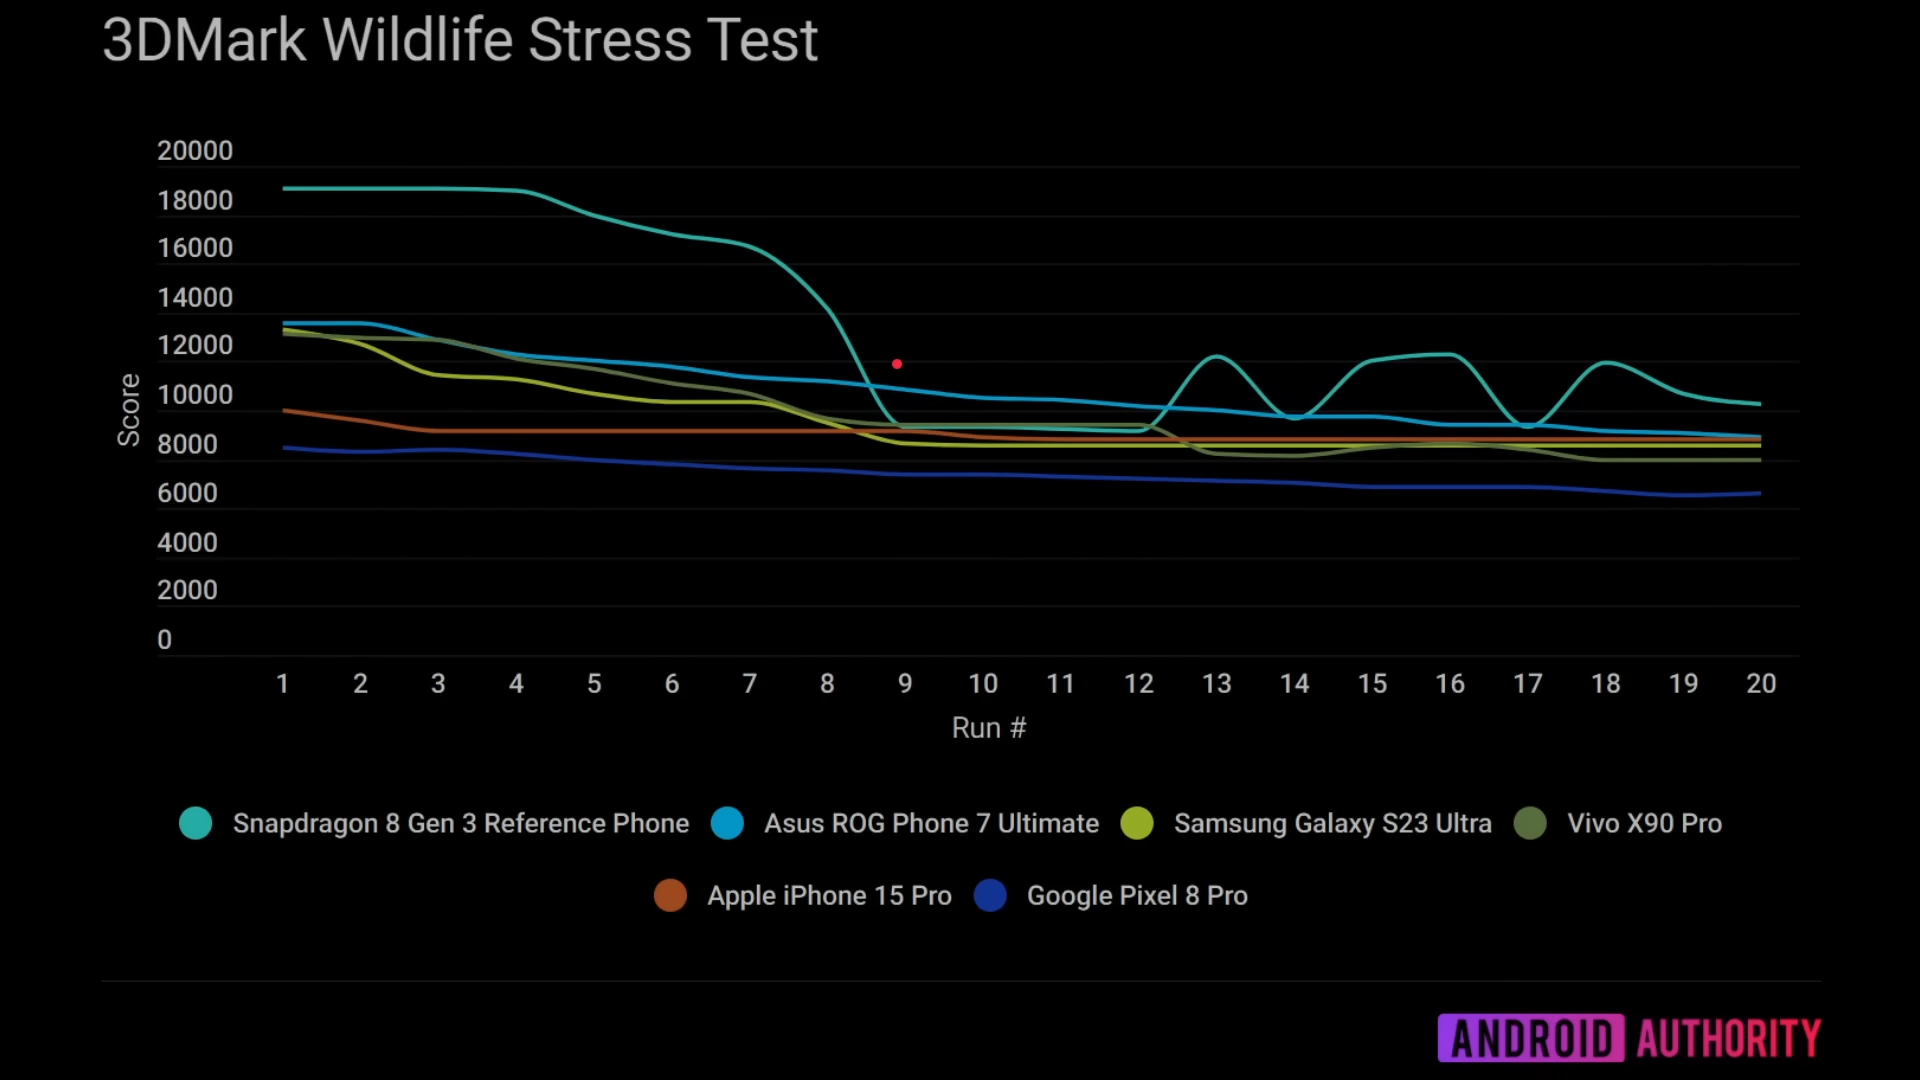 3DMark Wildlife Stress Test
20000
18000
16000
14000
12000
10000
8000
6000
4000
2000
0
Score
1 2 3 4 5 6 7 8 9 10 11 12 13 14 15 16 17 18 19 20
Run #
Snapdragon 8 Gen 3 Reference Phone Asus ROG Phone 7 Ultimate Samsung Galaxy S23 Ultra Vivo X90 Pro
Apple iPhone 15 Pro Google Pixel 8 Pro
ANDROID AUTHORITY